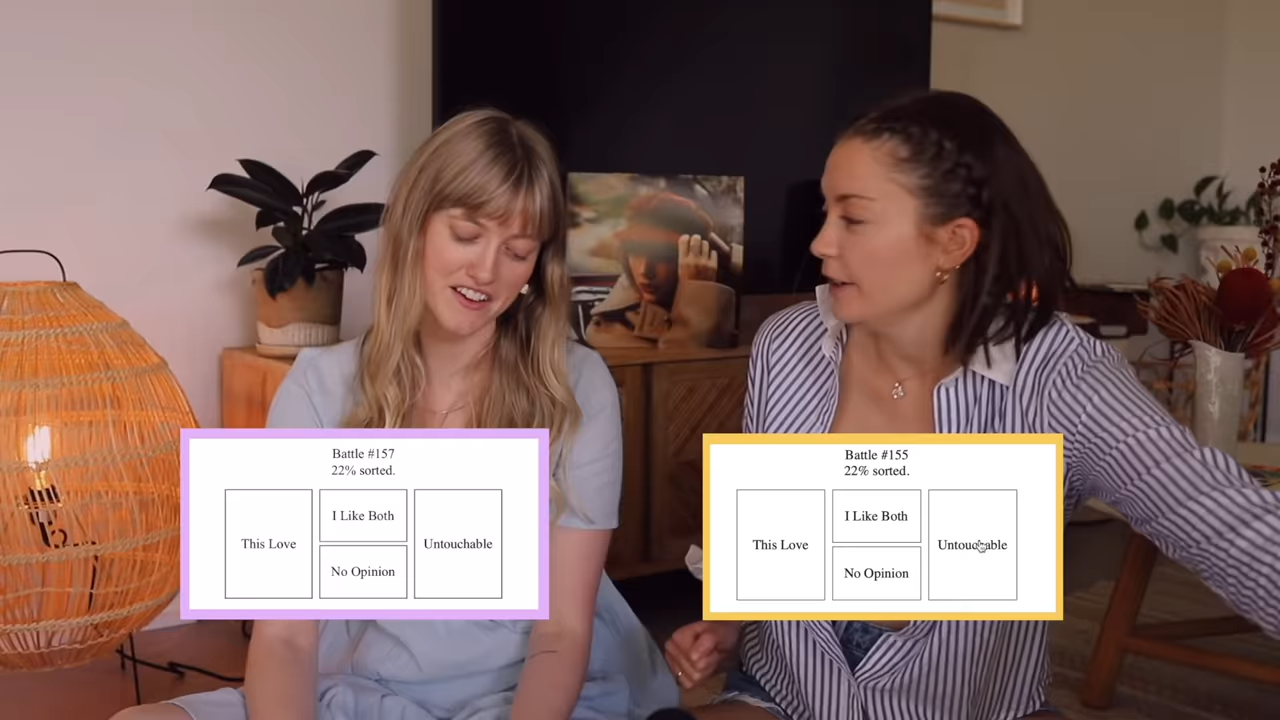 Battle #157
22% sorted.
This Love
I Like Both
No Opinion
Untouchable
Battle #155
22% sorted.
This Love
I Like Both
No Opinion
Untouchable